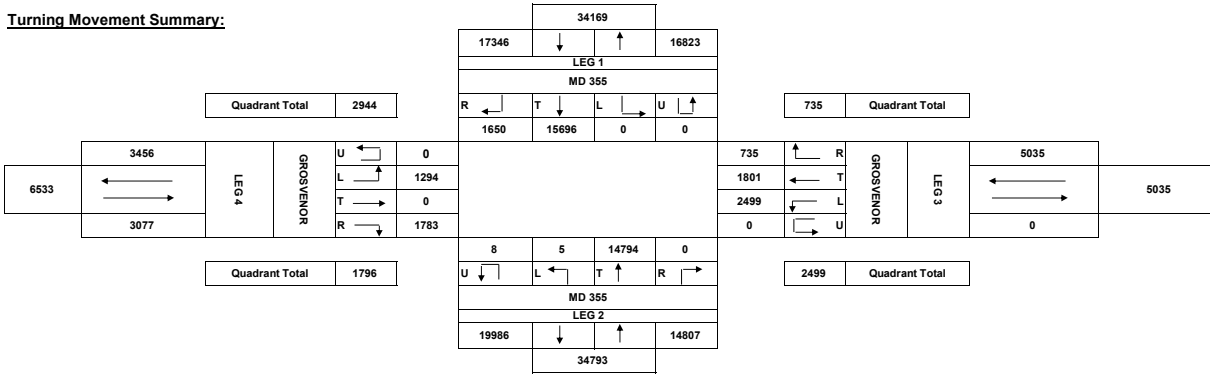 Turning Movement Summary:
34169
17346 16823
LEG 1
MD 355
Quadrant Total 2944
R T L U
735 Quadrant Total
1650 15696 0 0
3456
U 0
735 R
5035
6533
LEG 4
GROSVENOR
L 1294
1801 T
GROSVENOR
LEG 3
5035
T 0
2499 L
3077
R 1783
0 U
0
8 5 14794 0
Quadrant Total 1796
U L T R
2499 Quadrant Total
MD 355
LEG 2
19986 14807
34793